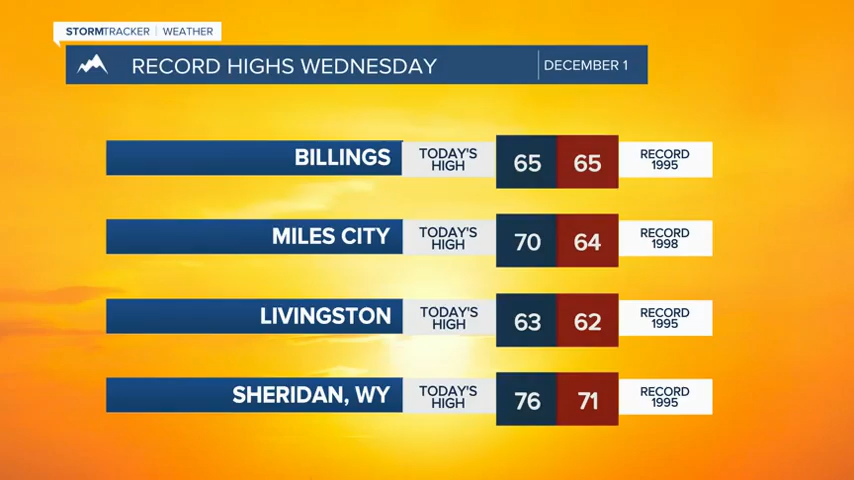 STORMTRACKER | WEATHER
RECORD HIGHS WEDNESDAY | DECEMBER 1
BILLINGS TODAY'S HIGH 65 65 RECORD 1995
MILES CITY TODAY'S HIGH 70 64 RECORD 1998
LIVINGSTON TODAY'S HIGH 63 62 RECORD 1995
SHERIDAN, WY TODAY'S HIGH 76 71 RECORD 1995